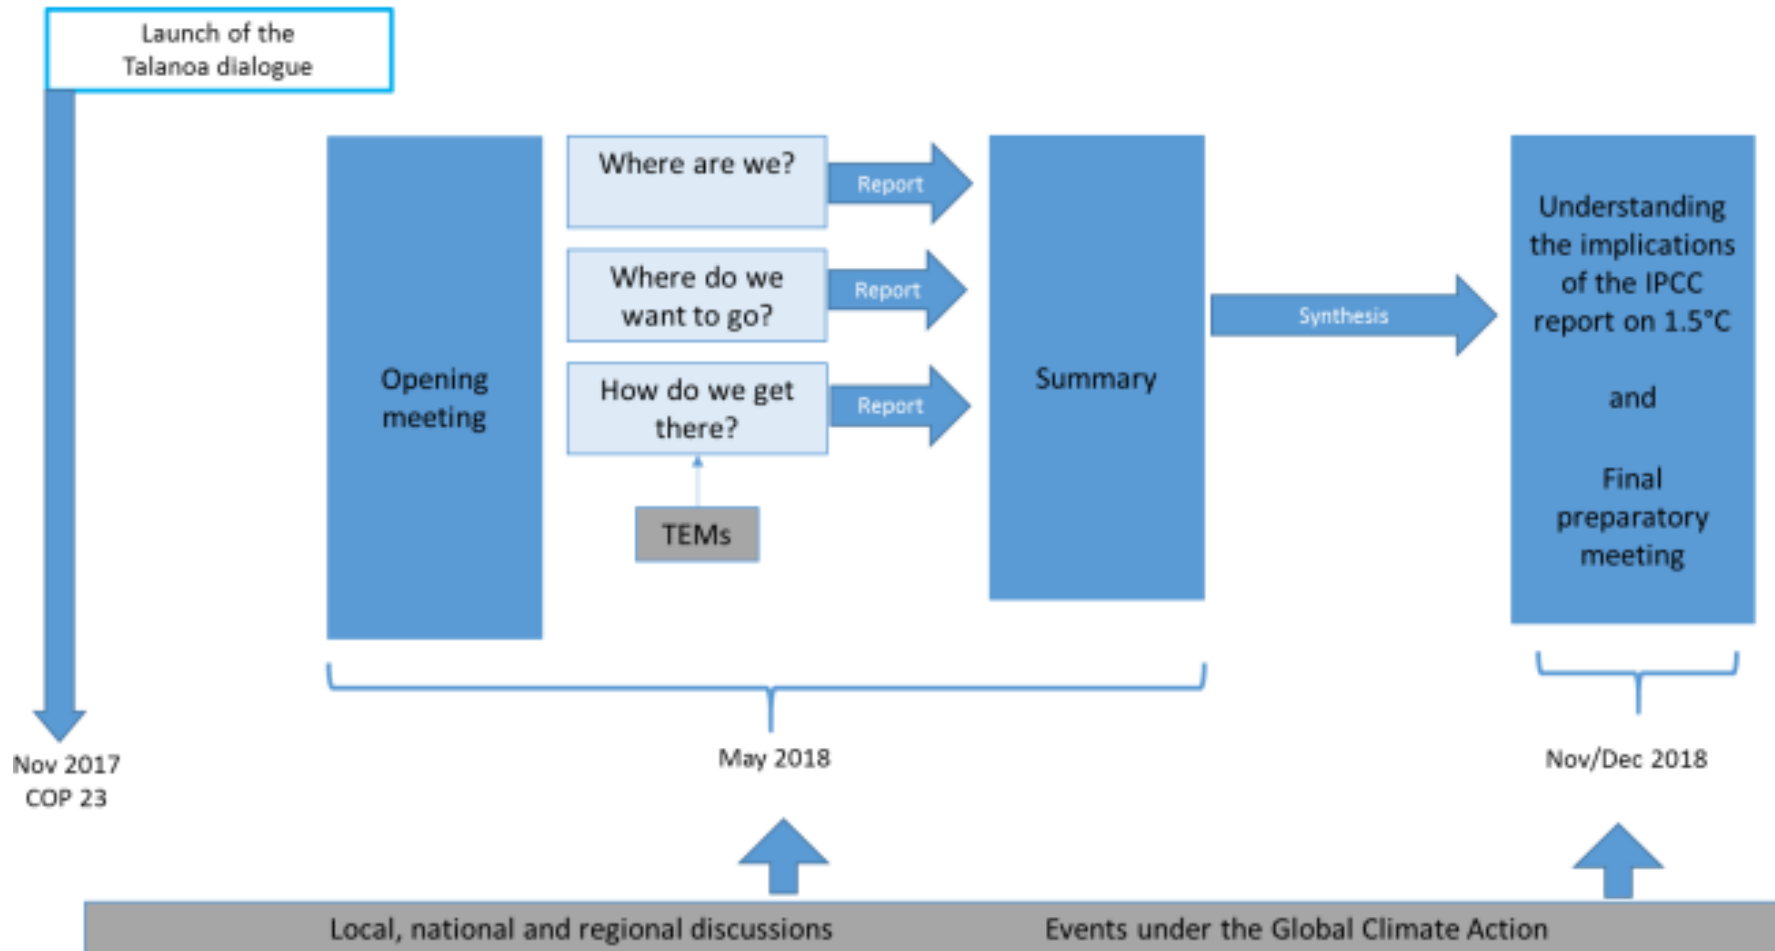 Launch of the
Talanoa dialogue
Opening
meeting
Where are we?
Report
Where do we
want to go?
Report
How do we get
there?
Report
TEMs
Summary
Synthesis
Understanding
the implications
of the IPCC
report on 1.5°C
and
Final
preparatory
meeting
Nov 2017
COP 23
May 2018
Nov/Dec 2018
Local, national and regional discussions
Events under the Global Climate Action